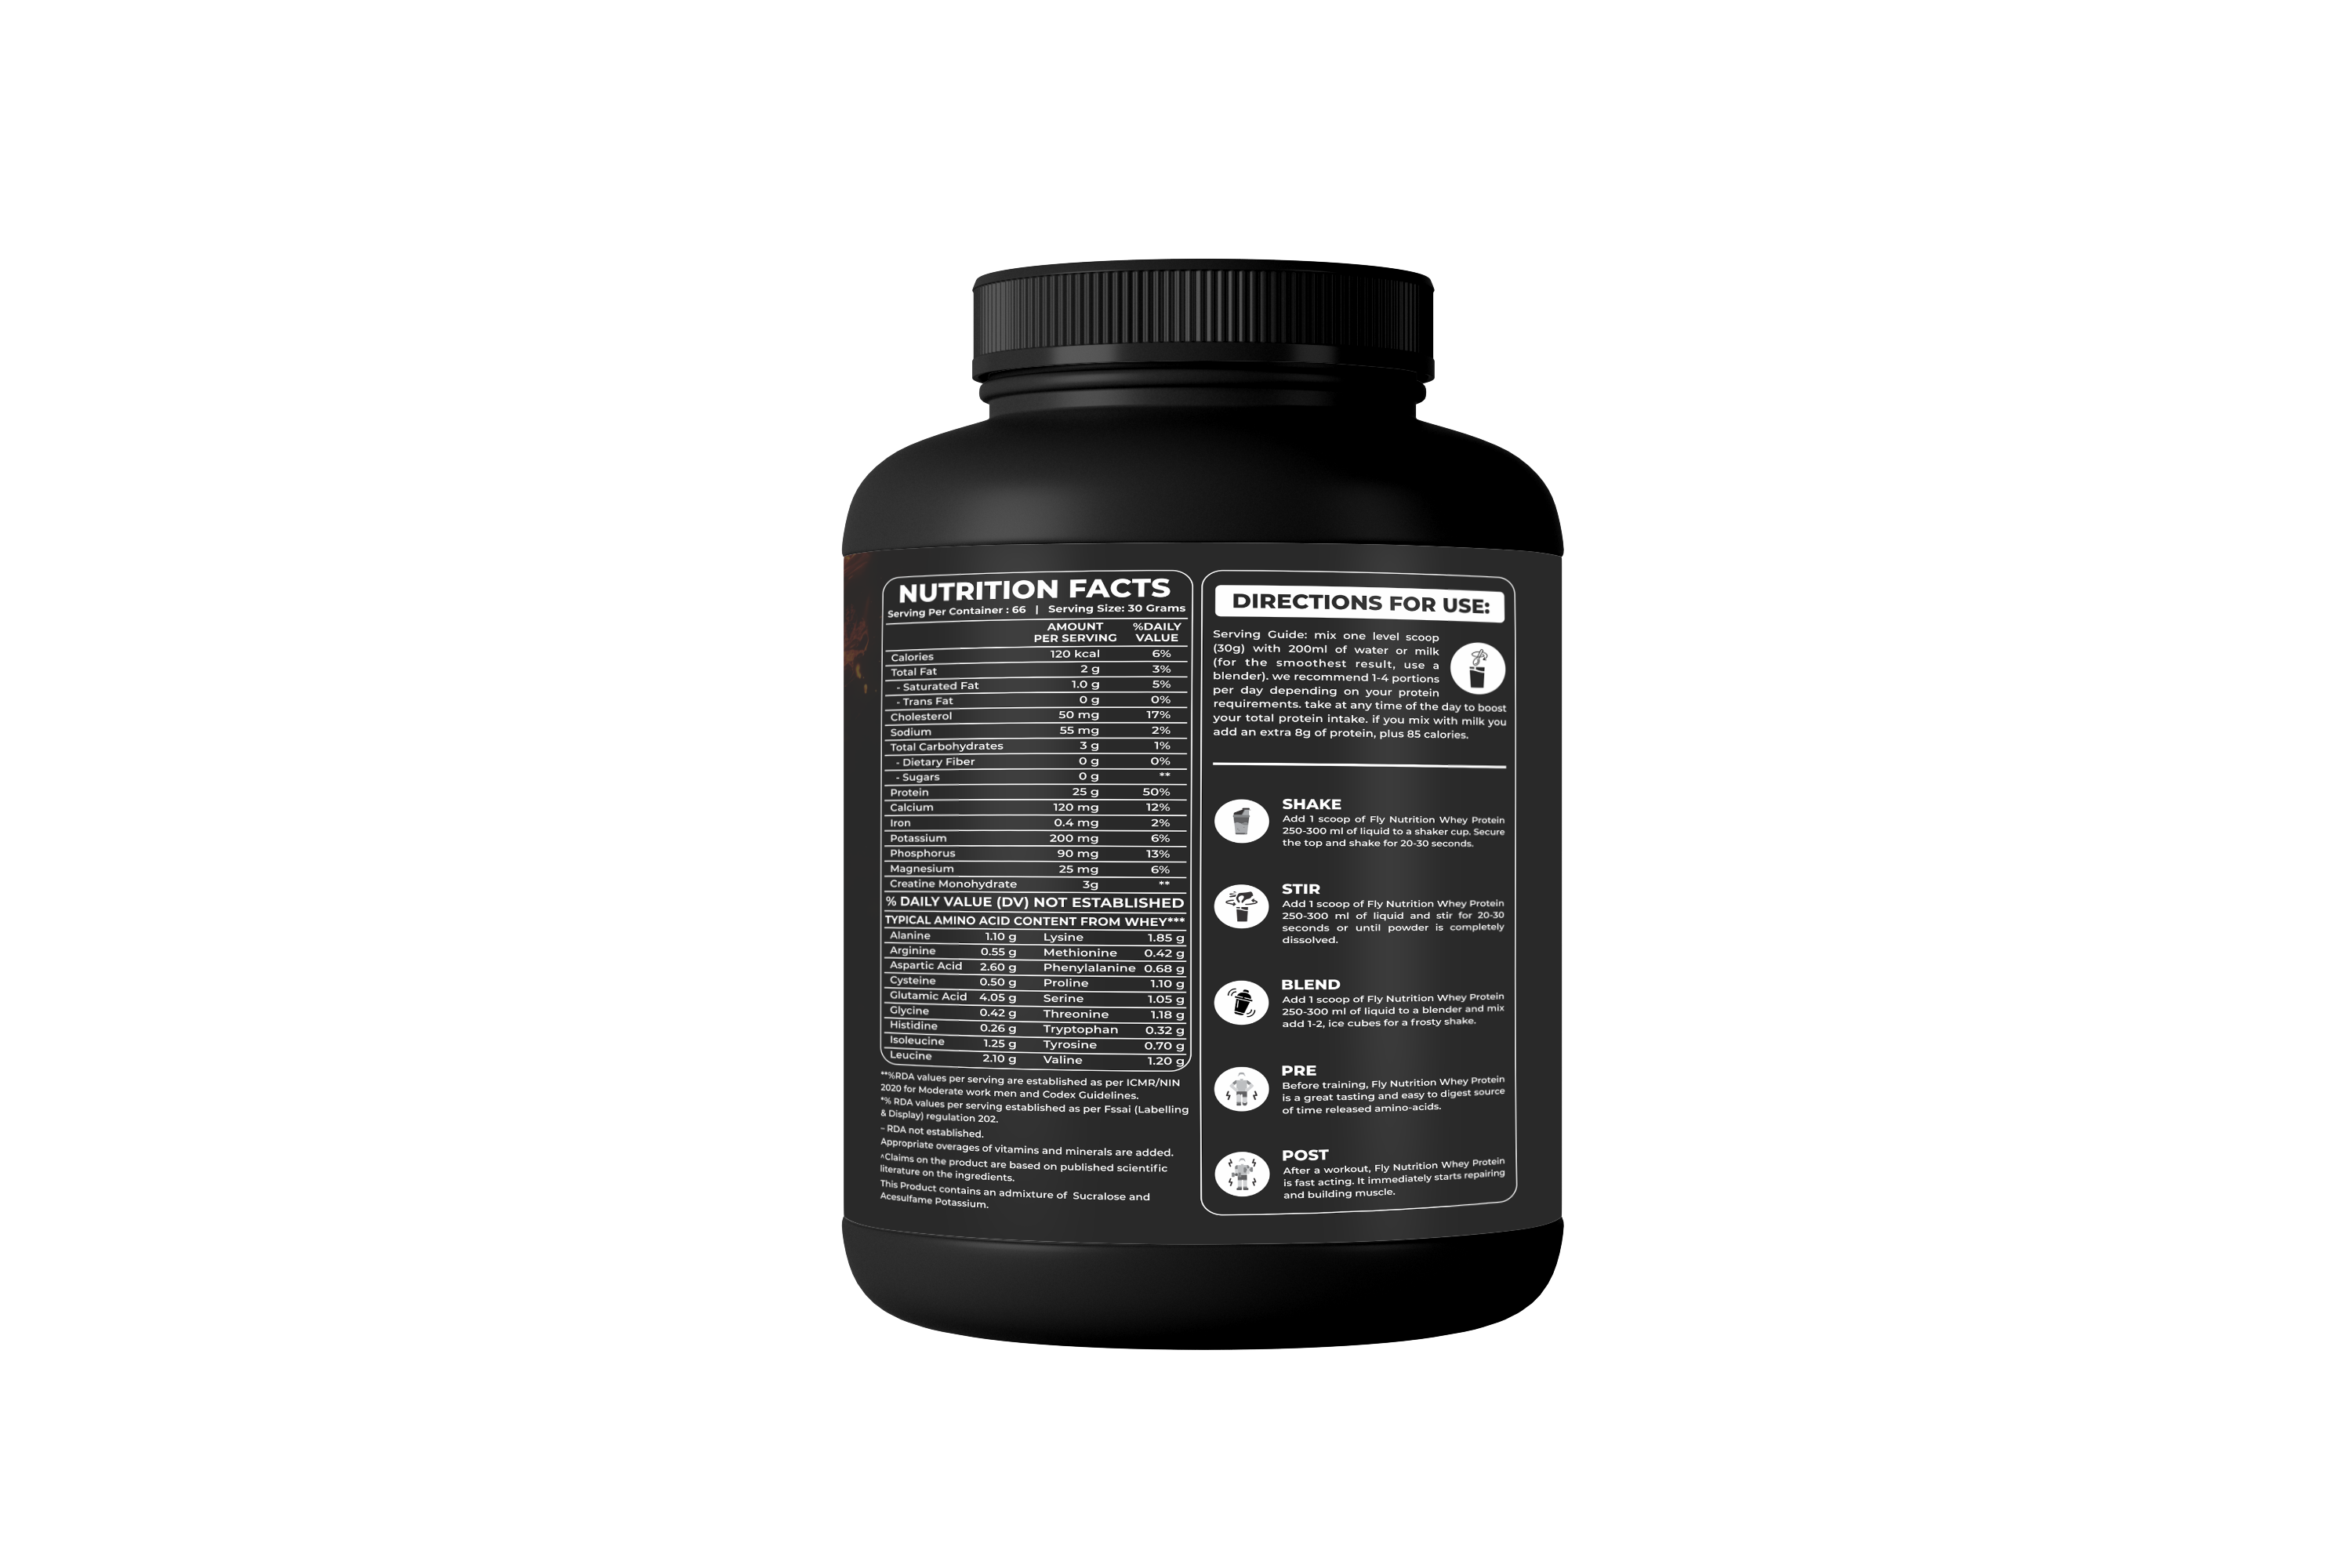 NUTRITION FACTS
Serving Per Container : 66 | Serving Size: 30 Grams
AMOUNT PER SERVING %DAILY VALUE
Calories 120 kcal 6%
Total Fat 2 g 3%
- Saturated Fat 1.0 g 5%
- Trans Fat 0 g 0%
Cholesterol 50 mg 17%
Sodium 55 mg 2%
Total Carbohydrates 3 g 1%
- Dietary Fiber 0 g 0%
- Sugars 0 g **
Protein 25 g 50%
Calcium 120 mg 12%
Iron 0.4 mg 2%
Potassium 200 mg 6%
Phosphorus 90 mg 13%
Magnesium 25 mg 6%
Creatine Monohydrate 3g **
% DAILY VALUE (DV) NOT ESTABLISHED
TYPICAL AMINO ACID CONTENT FROM WHEY***
Alanine 1.10 g Lysine 1.85 g
Arginine 0.55 g Methionine 0.42 g
Aspartic Acid 2.60 g Phenylalanine 0.68 g
Cysteine 0.50 g Proline 1.10 g
Glutamic Acid 4.05 g Serine 1.05 g
Glycine 0.42 g Threonine 1.18 g
Histidine 0.26 g Tryptophan 0.32 g
Isoleucine 1.25 g Tyrosine 0.70 g
Leucine 2.10 g Valine 1.20 g
**%RDA values per serving are established as per ICMR/NIN
2020 for Moderate work men and Codex Guidelines.
*% RDA values per serving established as per Fssai (Labelling
& Display) regulation 202.
– RDA not established.
Appropriate overages of vitamins and minerals are added.
^Claims on the product are based on published scientific
literature on the ingredients.
This Product contains an admixture of Sucralose and
Acesulfame Potassium.
DIRECTIONS FOR USE:
Serving Guide: mix one level scoop
(30g) with 200ml of water or milk
(for the smoothest result, use a
blender). we recommend 1-4 portions
per day depending on your protein
requirements. take at any time of the day to boost
your total protein intake. if you mix with milk you
add an extra 8g of protein, plus 85 calories.
SHAKE
Add 1 scoop of Fly Nutrition Whey Protein
250-300 ml of liquid to a shaker cup. Secure
the top and shake for 20-30 seconds.
STIR
Add 1 scoop of Fly Nutrition Whey Protein
250-300 ml of liquid and stir for 20-30
seconds or until powder is completely
dissolved.
BLEND
Add 1 scoop of Fly Nutrition Whey Protein
250-300 ml of liquid to a blender and mix
add 1-2, ice cubes for a frosty shake.
PRE
Before training, Fly Nutrition Whey Protein
is a great tasting and easy to digest source
of time released amino-acids.
POST
After a workout, Fly Nutrition Whey Protein
is fast acting. It immediately starts repairing
and building muscle.